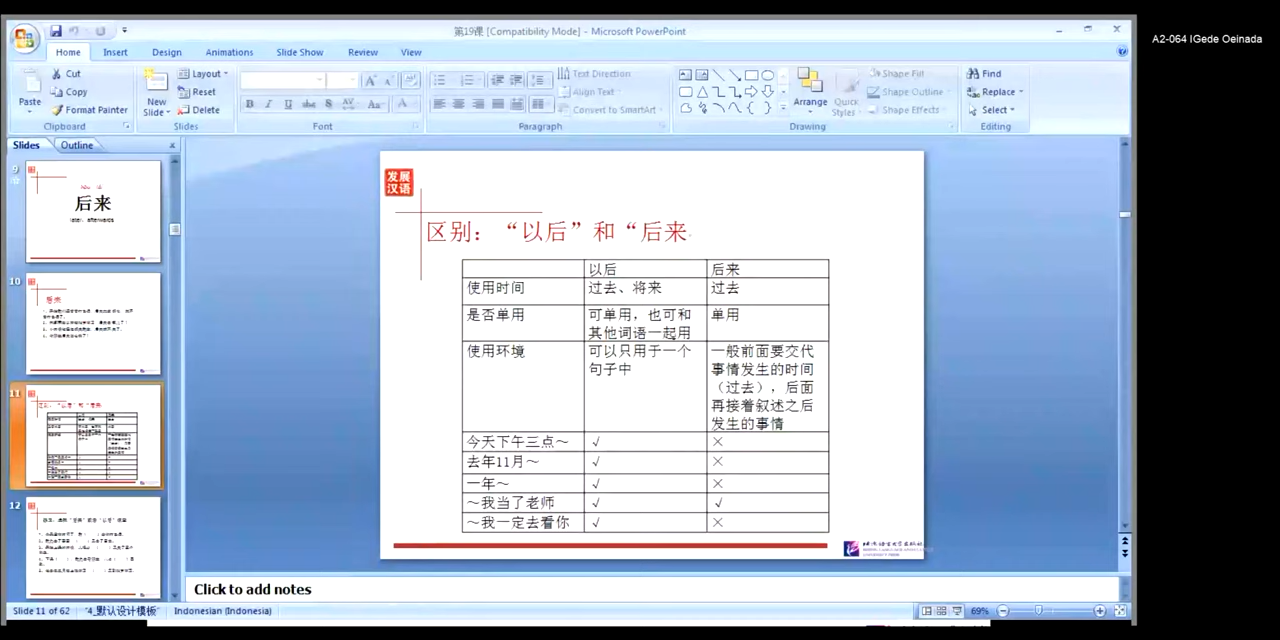 第19课 [Compatibility Mode] - Microsoft PowerPoint
A2-064 IGede Oeinada
Home Insert Design Animations Slide Show Review View
Paste
Cut
Copy
Format Painter
Clipboard
New Slide
Layout
Reset
Delete
Slides
Font
Text Direction
Align Text
Convert to SmartArt
Paragraph
Arrange
Quick Styles
Shape Fill
Shape Outline
Shape Effects
Drawing
Find
Replace
Select
Editing
Slides Outline
9
后来
10
后来
11
12
发展
汉语
区别：“以后”和“后来
以后 后来
使用时间 过去、将来 过去
是否单用 可单用，也可和其他词语一起用 单用
使用环境 可以只用于一个句子中 一般前面要交代事情发生的时间（过去），后面再接着叙述之后发生的事情
今天下午三点～ √ ×
去年11月～ √ ×
一年～ √ ×
～我当了老师 √ √
～我一定去看你 √ ×
Click to add notes
Slide 11 of 62 "4_默认设计模板" Indonesian (Indonesia) 69%